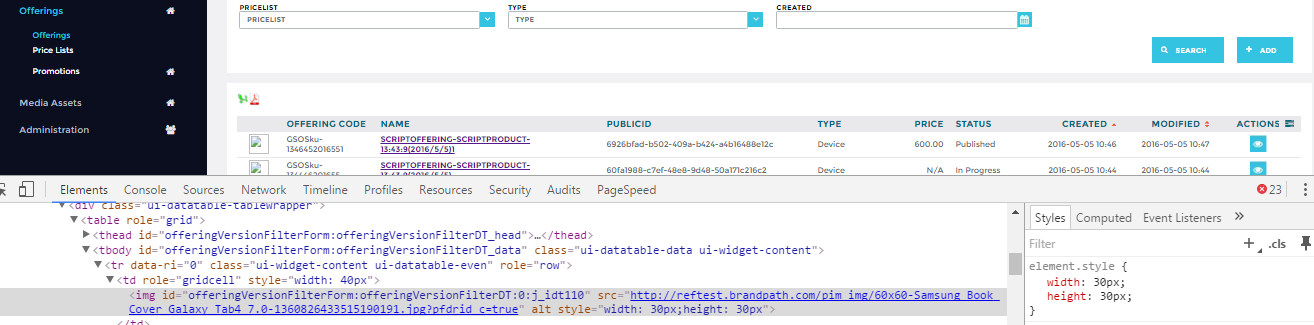 Offerings
Offerings
Price Lists
Promotions
Media Assets
Administration
PRICELIST
PRICELIST
TYPE
TYPE
CREATED
SEARCH
+ ADD
OFFERING CODE NAME PUBLICID TYPE PRICE STATUS CREATED MODIFIED ACTIONS
GSOSku-
1346452016551
SCRIPTOFFERING-SCRIPTPRODUCT-
13:43:9(2016/5/5)1
6926bfad-b502-409a-b424-a4b16488e12c Device 600.00 Published 2016-05-05 10:46 2016-05-05 10:47
GSOSku-
SCRIPTOFFERING-SCRIPTPRODUCT-
60fa1988-c7ef-48e8-9d48-50a171c216c2 Device N/A In Progress 2016-05-05 10:44 2016-05-05 10:44
Elements Console Sources Network Timeline Profiles Resources Security Audits PageSpeed 23
<div class="ui-datatable-tablewrapper">
▼<table role="grid">
▶<thead id="offeringVersionFilterForm:offeringVersionFilterDT_head">…</thead>
▼<tbody id="offeringVersionFilterForm:offeringVersionFilterDT_data" class="ui-datatable-data ui-widget-content">
▼<tr data-ri="0" class="ui-widget-content ui-datatable-even" role="row">
▼<td role="gridcell" style="width: 40px">
<img id="offeringVersionFilterForm:offeringVersionFilterDT:0:j_idt110" src="http://reftest.brandpath.com/pim_img/60x60-Samsung_Book_
Cover_Galaxy_Tab4_7.0-1360826433515190191.jpg?pfdrid_c=true" alt style="width: 30px;height: 30px">
</td>
Styles Computed Event Listeners »
Filter + .cls
element.style {
width: 30px;
height: 30px;
}